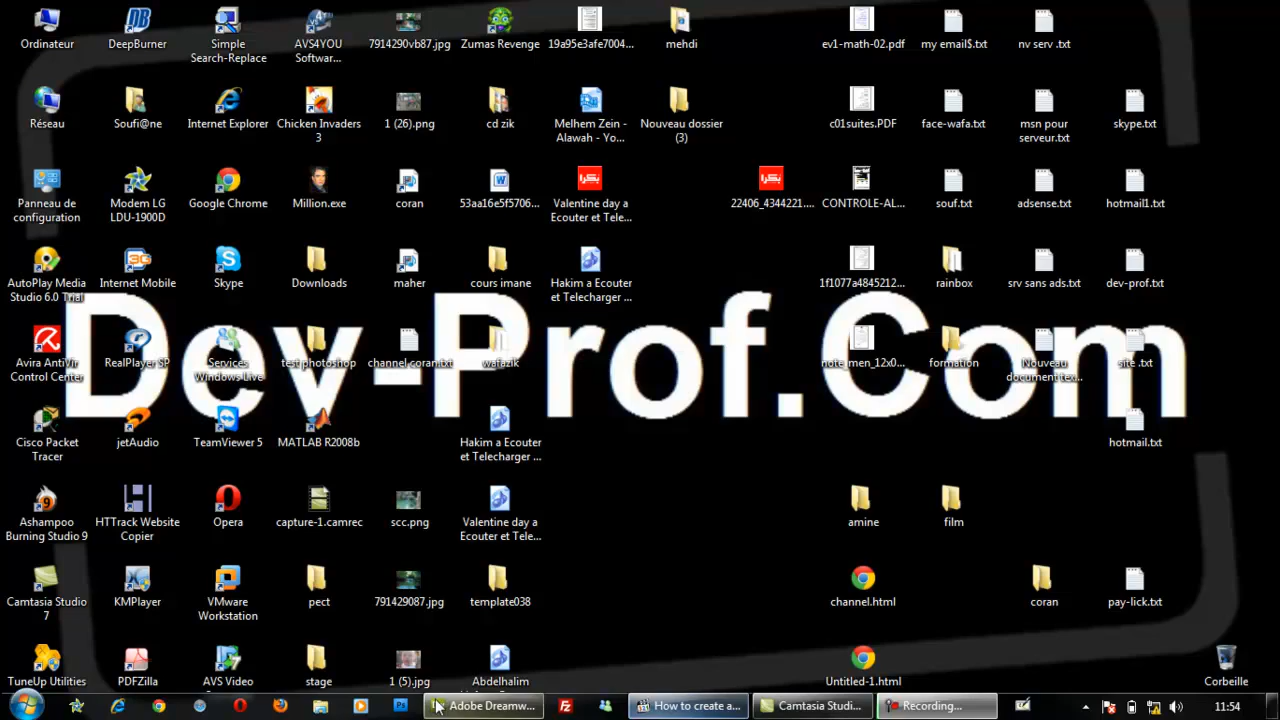 Ordinateur
DeepBurner
Simple
Search-Replace
AVS4YOU
Softwar...
7914290vb87.jpg
Zumas Revenge
19a95e3afe7004...
mehdi
ev1-math-02.pdf
my email$.txt
nv serv .txt
Réseau
Soufi@ne
Internet Explorer
Chicken Invaders
3
1 (26).png
cd zik
Melhem Zein -
Alawah - Yo...
Nouveau dossier
(3)
c01suites.PDF
face-wafa.txt
msn pour
serveur.txt
skype.txt
Panneau de
configuration
Modem LG
LDU-1900D
Google Chrome
Million.exe
coran
53aa16e5f5706...
Valentine day a
Ecouter et Tele...
22406_4344221....
CONTROLE-AL...
souf.txt
adsense.txt
hotmail1.txt
AutoPlay Media
Studio 6.0 Trial
Internet Mobile
Skype
Downloads
maher
cours imane
Hakim a Ecouter
et Telecharger ...
1f1077a4845212...
rainbox
srv sans ads.txt
dev-prof.txt
Dev-Prof.Com
Avira AntiVir
Control Center
RealPlayer SP
Services
Windows Live
test photoshop
channel.coran.txt
wafazik
note_men_12x0...
formation
Nouveau
document tex...
site .txt
Cisco Packet
Tracer
jetAudio
TeamViewer 5
MATLAB R2008b
Hakim a Ecouter
et Telecharger ...
hotmail.txt
Ashampoo
Burning Studio 9
HTTrack Website
Copier
Opera
capture-1.camrec
scc.png
Valentine day a
Ecouter et Tele...
amine
film
Camtasia Studio
7
KMPlayer
VMware
Workstation
pect
791429087.jpg
template038
channel.html
coran
pay-lick.txt
TuneUp Utilities
PDFZilla
AVS Video
stage
1 (5).jpg
Abdelhalim
Untitled-1.html
Corbeille
Adobe Dreamw...
How to create a...
Camtasia Studi...
Recording...
11:54